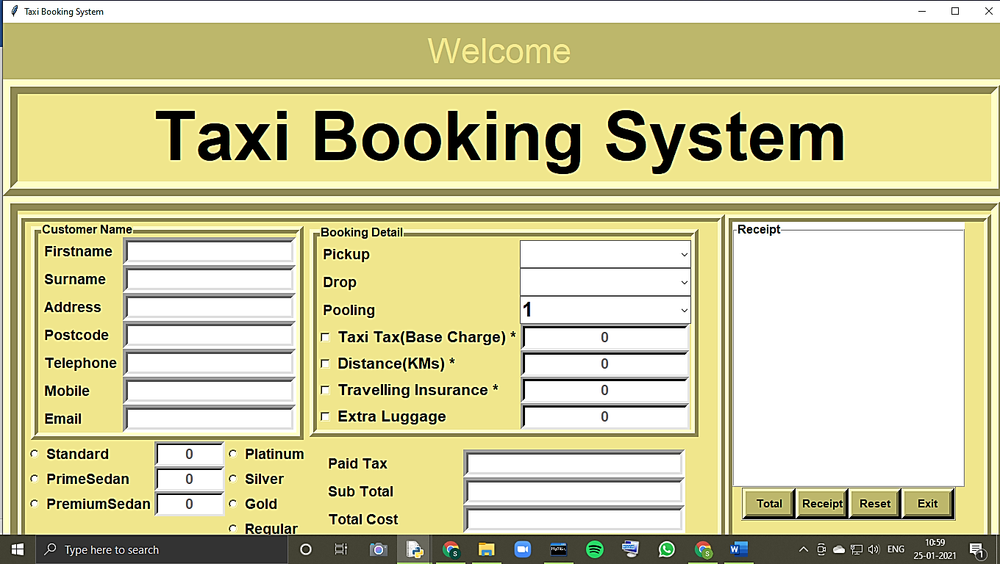 Taxi Booking System
Welcome
Taxi Booking System
Customer Name
Firstname
Surname
Address
Postcode
Telephone
Mobile
Email
Booking Detail
Pickup
Drop
Pooling 1
Taxi Tax(Base Charge) * 0
Distance(KMs) * 0
Travelling Insurance * 0
Extra Luggage 0
Receipt
Standard 0 Platinum
PrimeSedan 0 Silver
PremiumSedan 0 Gold
Regular
Paid Tax
Sub Total
Total Cost
Total Receipt Reset Exit
Type here to search
S
MySQL
S
W
ENG
10:59
25-01-2021
1